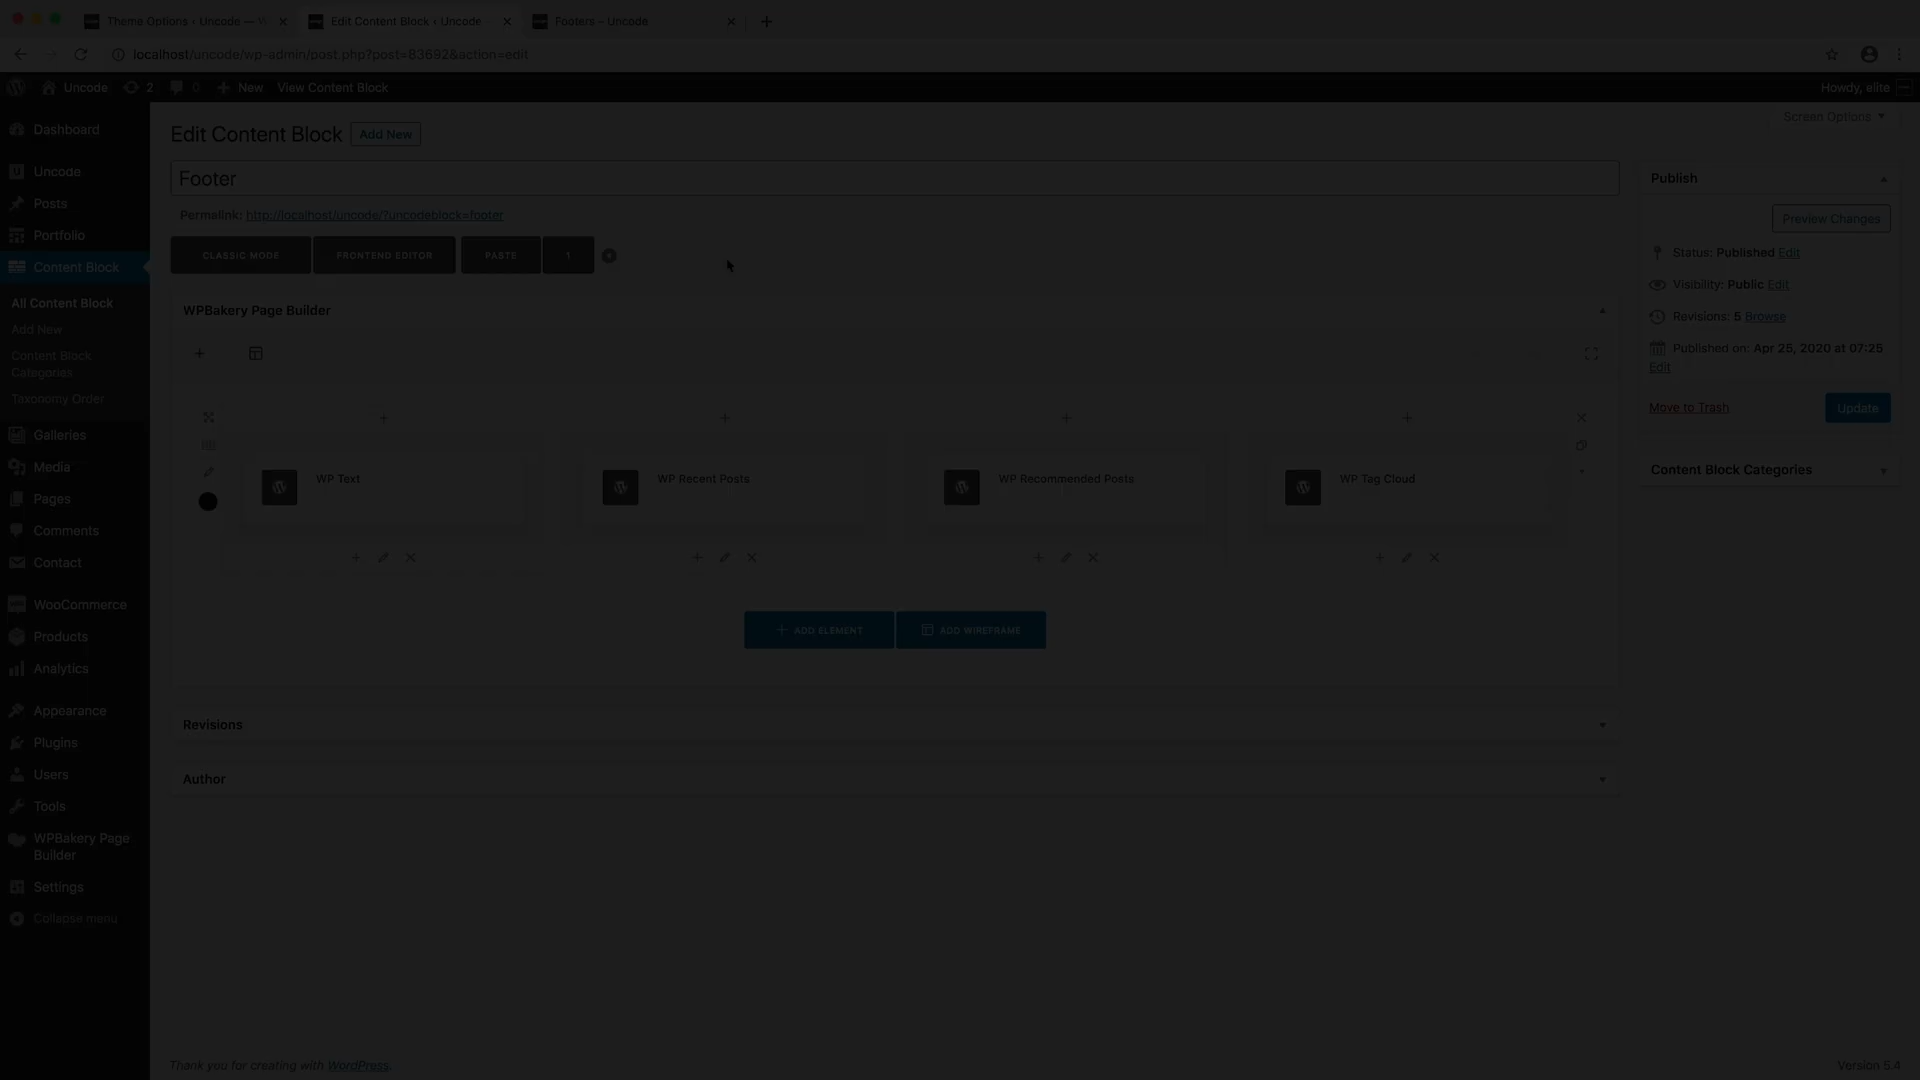 Theme Options ‹ Uncode — W
Edit Content Block ‹ Uncode
Footers – Uncode
localhost/uncode/wp-admin/post.php?post=83692&action=edit
Uncode
2
0
New
View Content Block
Howdy, elite
Dashboard
Uncode
Posts
Portfolio
Content Block
All Content Block
Add New
Content Block
Categories
Taxonomy Order
Galleries
Media
Pages
Comments
Contact
WooCommerce
Products
Analytics
Appearance
Plugins
Users
Tools
WPBakery Page
Builder
Settings
Collapse menu
Screen Options
Edit Content Block
Add New
Footer
Permalink: http://localhost/uncode/?uncodeblock=footer
CLASSIC MODE
FRONTEND EDITOR
PASTE
1
WPBakery Page Builder
WP Text
WP Recent Posts
WP Recommended Posts
WP Tag Cloud
ADD ELEMENT
ADD WIREFRAME
Revisions
Author
Publish
Preview Changes
Status: Published Edit
Visibility: Public Edit
Revisions: 5 Browse
Published on: Apr 25, 2020 at 07:25
Edit
Move to Trash
Update
Content Block Categories
Thank you for creating with WordPress.
Version 5.4